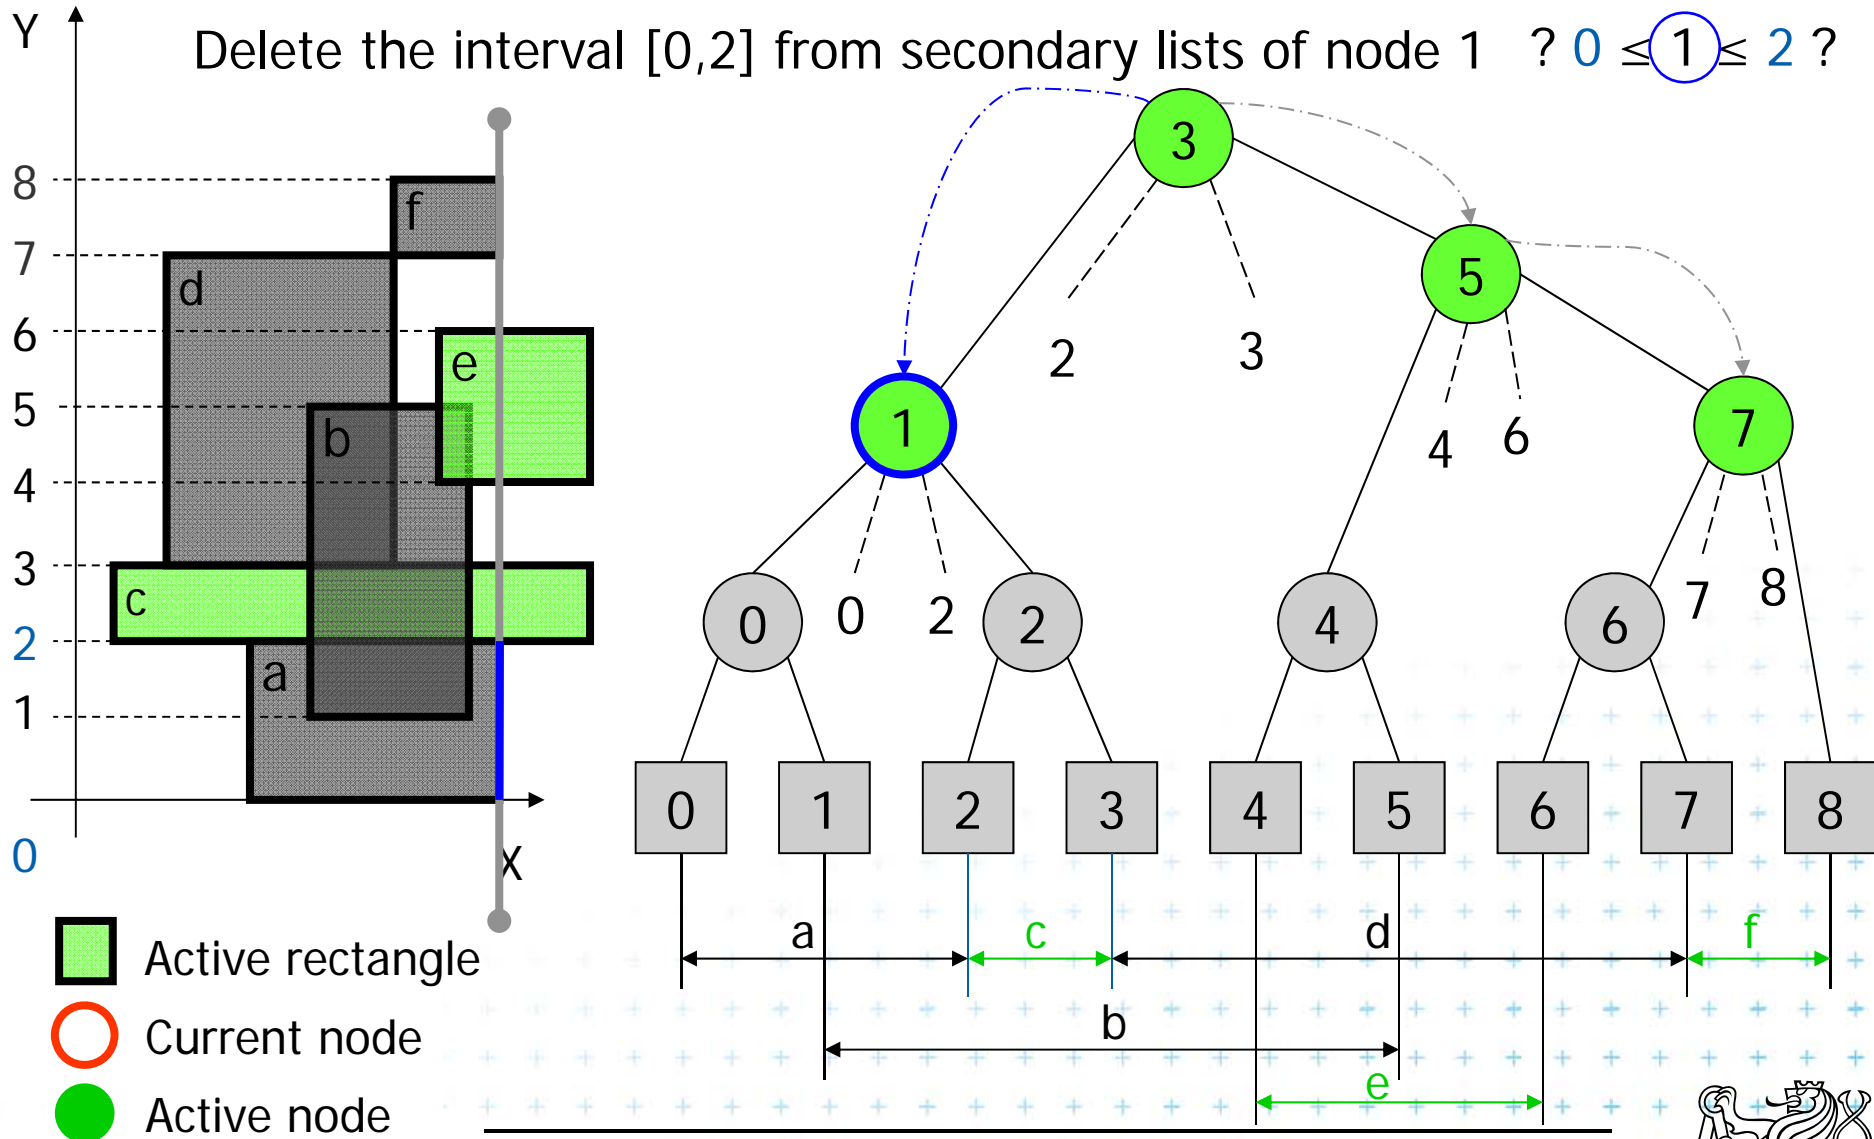 Y
Delete the interval [0,2] from secondary lists of node 1 ? 0 ≤ 1 ≤ 2 ?
8
7
6
5
4
3
2
1
0
X
f
d
e
b
c
a
3
5
2 3
1 7
4 6
0 0 2 2 4 6 7 8
0 1 2 3 4 5 6 7 8
a c d f
b
e
Active rectangle
Current node
Active node